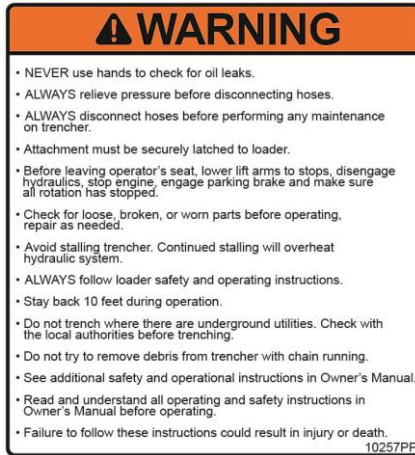 WARNING
• NEVER use hands to check for oil leaks.
• ALWAYS relieve pressure before disconnecting hoses.
• ALWAYS disconnect hoses before performing any maintenance
on trencher.
• Attachment must be securely latched to loader.
• Before leaving operator's seat, lower lift arms to stops, disengage
hydraulics, stop engine, engage parking brake and make sure
all rotation has stopped.
• Check for loose, broken, or worn parts before operating,
repair as needed.
• Avoid stalling trencher. Continued stalling will overheat
hydraulic system.
• ALWAYS follow loader safety and operating instructions.
• Stay back 10 feet during operation.
• Do not trench where there are underground utilities. Check with
the local authorities before trenching.
• Do not try to remove debris from trencher with chain running.
• See additional safety and operational instructions in Owner's Manual.
• Read and understand all operating and safety instructions in
Owner's Manual before operating.
• Failure to follow these instructions could result in injury or death.
10257PP